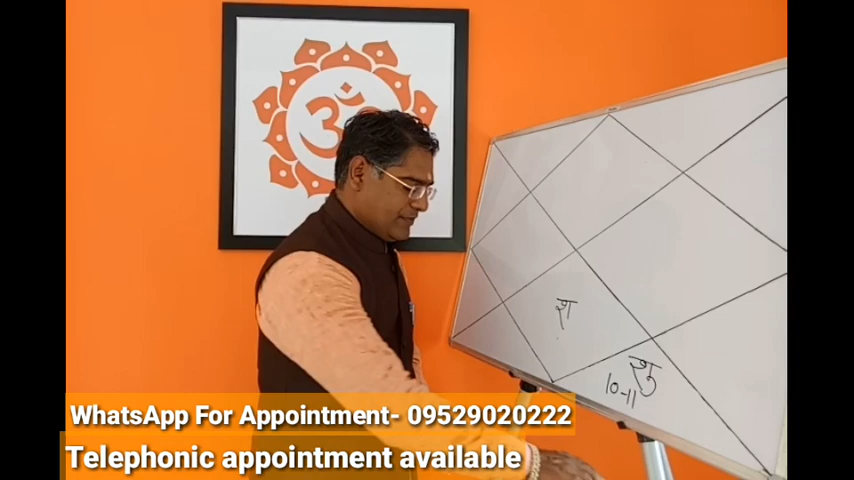 ॐ
श
शु
10-11
WhatsApp For Appointment- 09529020222
Telephonic appointment available